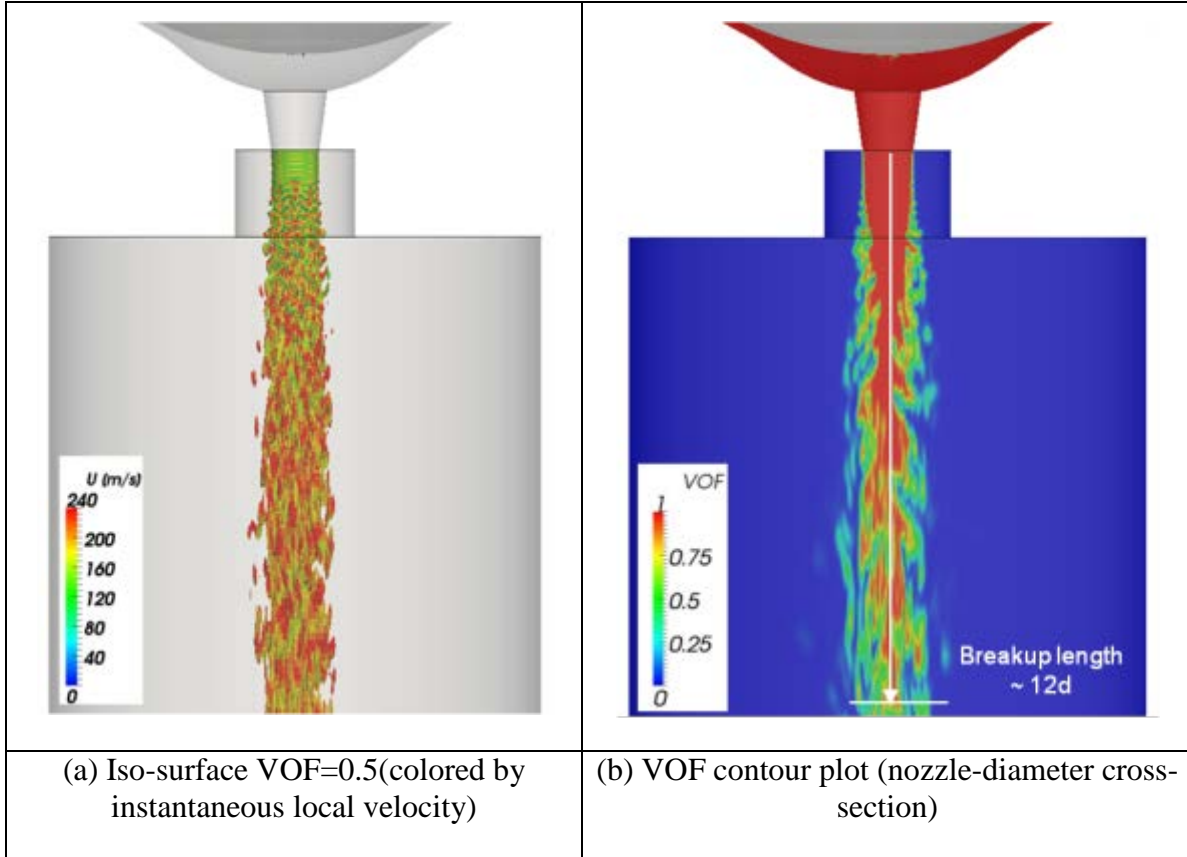 U (m/s)
240
200
160
120
80
40
0
VOF
1
0.75
0.5
0.25
0
Breakup length
~ 12d
(a) Iso-surface VOF=0.5(colored by
instantaneous local velocity)
(b) VOF contour plot (nozzle-diameter cross-
section)